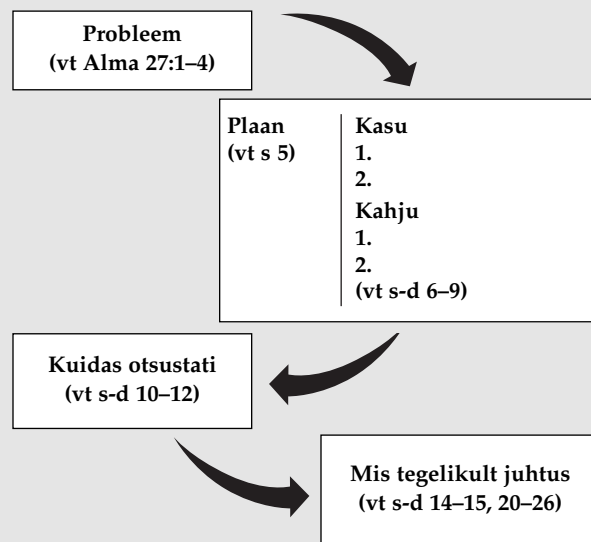 Probleem
(vt Alma 27:1–4)
Plaan
(vt s 5)
Kasu
1.
2.
Kahju
1.
2.
(vt s-d 6–9)
Kuidas otsustati
(vt s-d 10–12)
Mis tegelikult juhtus
(vt s-d 14–15, 20–26)